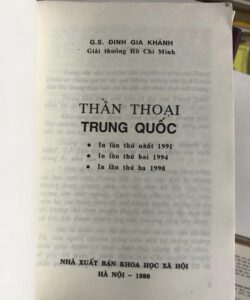 G.S. ĐINH GIA KHÁNH
Giải thưởng Hồ Chí Minh
THẦN THOẠI
TRUNG QUỐC
● In lần thứ nhất 1991
● In lần thứ hai 1994
● In lần thứ ba 1998
NHÀ XUẤT BẢN KHOA HỌC XÃ HỘI
HÀ NỘI - 1998